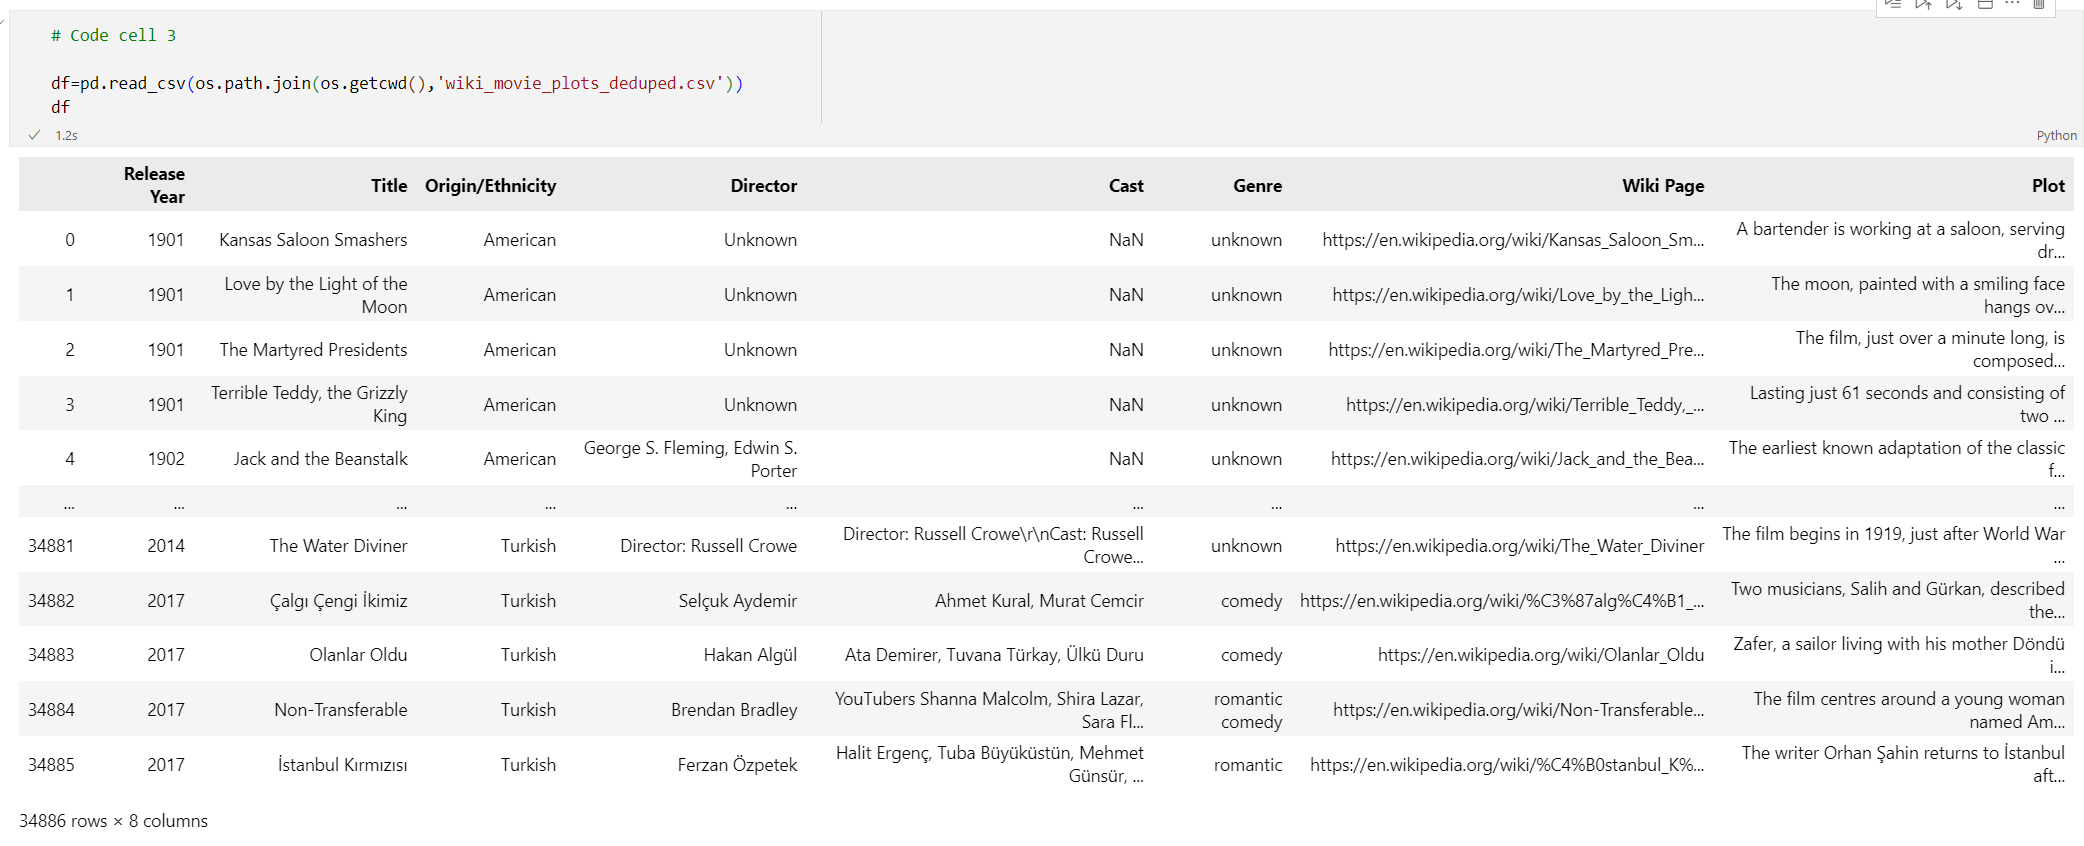 # Code cell 3
df=pd.read_csv(os.path.join(os.getcwd(),'wiki_movie_plots_deduped.csv'))
df
1.2s
Python
Release Year Title Origin/Ethnicity Director Cast Genre Wiki Page Plot
0 1901 Kansas Saloon Smashers American Unknown NaN unknown https://en.wikipedia.org/wiki/Kansas_Saloon_Sm... A bartender is working at a saloon, serving dr...
1 1901 Love by the Light of the Moon American Unknown NaN unknown https://en.wikipedia.org/wiki/Love_by_the_Ligh... The moon, painted with a smiling face hangs ov...
2 1901 The Martyred Presidents American Unknown NaN unknown https://en.wikipedia.org/wiki/The_Martyred_Pre... The film, just over a minute long, is composed...
3 1901 Terrible Teddy, the Grizzly King American Unknown NaN unknown https://en.wikipedia.org/wiki/Terrible_Teddy,_... Lasting just 61 seconds and consisting of two ...
4 1902 Jack and the Beanstalk American George S. Fleming, Edwin S. Porter NaN unknown https://en.wikipedia.org/wiki/Jack_and_the_Bea... The earliest known adaptation of the classic f...
... ... ... ... ... ... ... ... ...
34881 2014 The Water Diviner Turkish Director: Russell Crowe Director: Russell Crowe\r\nCast: Russell Crowe... unknown https://en.wikipedia.org/wiki/The_Water_Diviner The film begins in 1919, just after World War ...
34882 2017 Çalgı Çengi İkimiz Turkish Selçuk Aydemir Ahmet Kural, Murat Cemcir comedy https://en.wikipedia.org/wiki/%C3%87alg%C4%B1_... Two musicians, Salih and Gürkan, described the...
34883 2017 Olanlar Oldu Turkish Hakan Algül Ata Demirer, Tuvana Türkay, Ülkü Duru comedy https://en.wikipedia.org/wiki/Olanlar_Oldu Zafer, a sailor living with his mother Döndü i...
34884 2017 Non-Transferable Turkish Brendan Bradley YouTubers Shanna Malcolm, Shira Lazar, Sara Fl... romantic comedy https://en.wikipedia.org/wiki/Non-Transferable... The film centres around a young woman named Am...
34885 2017 İstanbul Kırmızısı Turkish Ferzan Özpetek Halit Ergenç, Tuba Büyüküstün, Mehmet Günsür, ... romantic https://en.wikipedia.org/wiki/%C4%B0stanbul_K%... The writer Orhan Şahin returns to İstanbul aft...
34886 rows × 8 columns